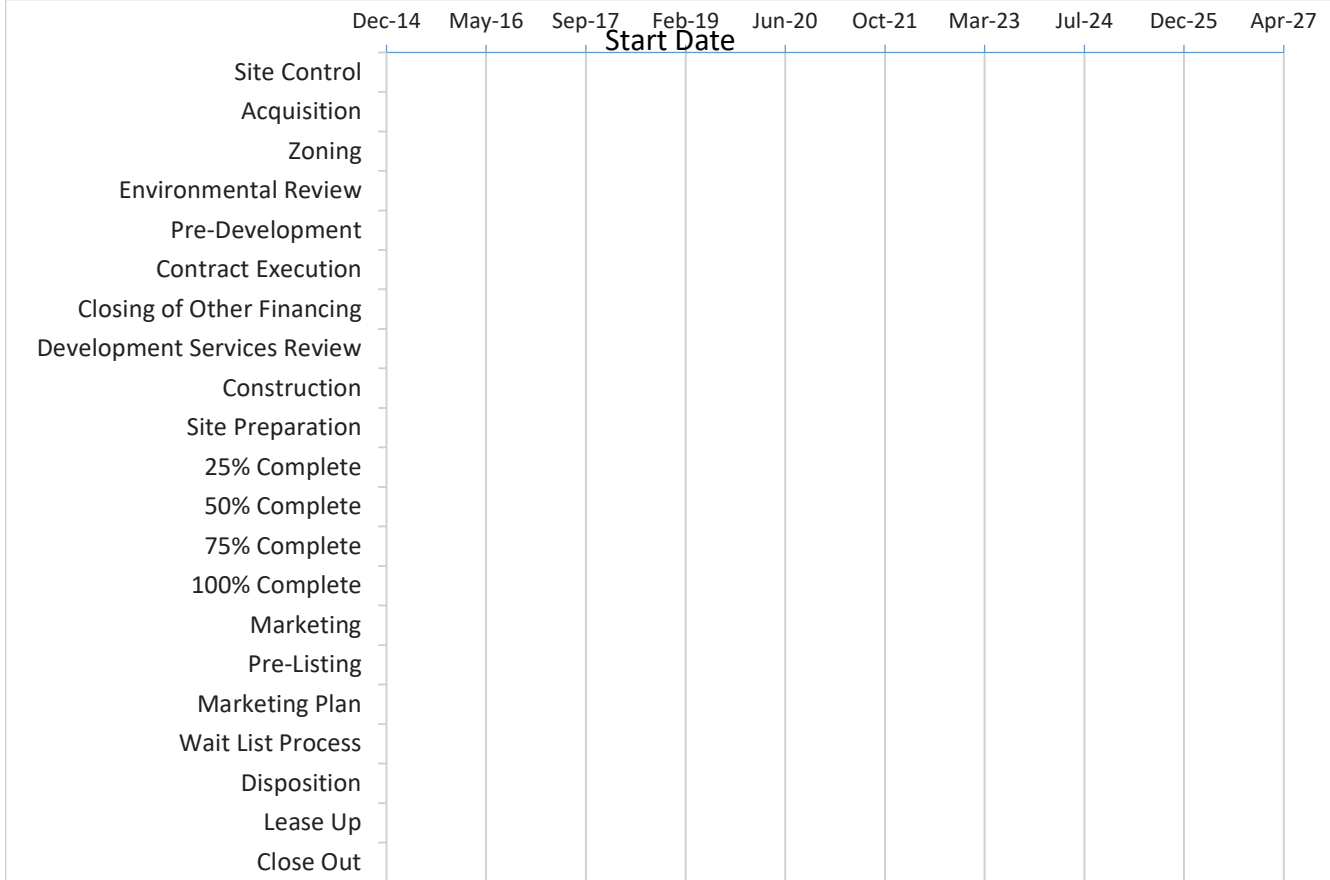 Dec-14 May-16 Sep-17 Feb-19 Jun-20 Oct-21 Mar-23 Jul-24 Dec-25 Apr-27
Start Date
Site Control
Acquisition
Zoning
Environmental Review
Pre-Development
Contract Execution
Closing of Other Financing
Development Services Review
Construction
Site Preparation
25% Complete
50% Complete
75% Complete
100% Complete
Marketing
Pre-Listing
Marketing Plan
Wait List Process
Disposition
Lease Up
Close Out